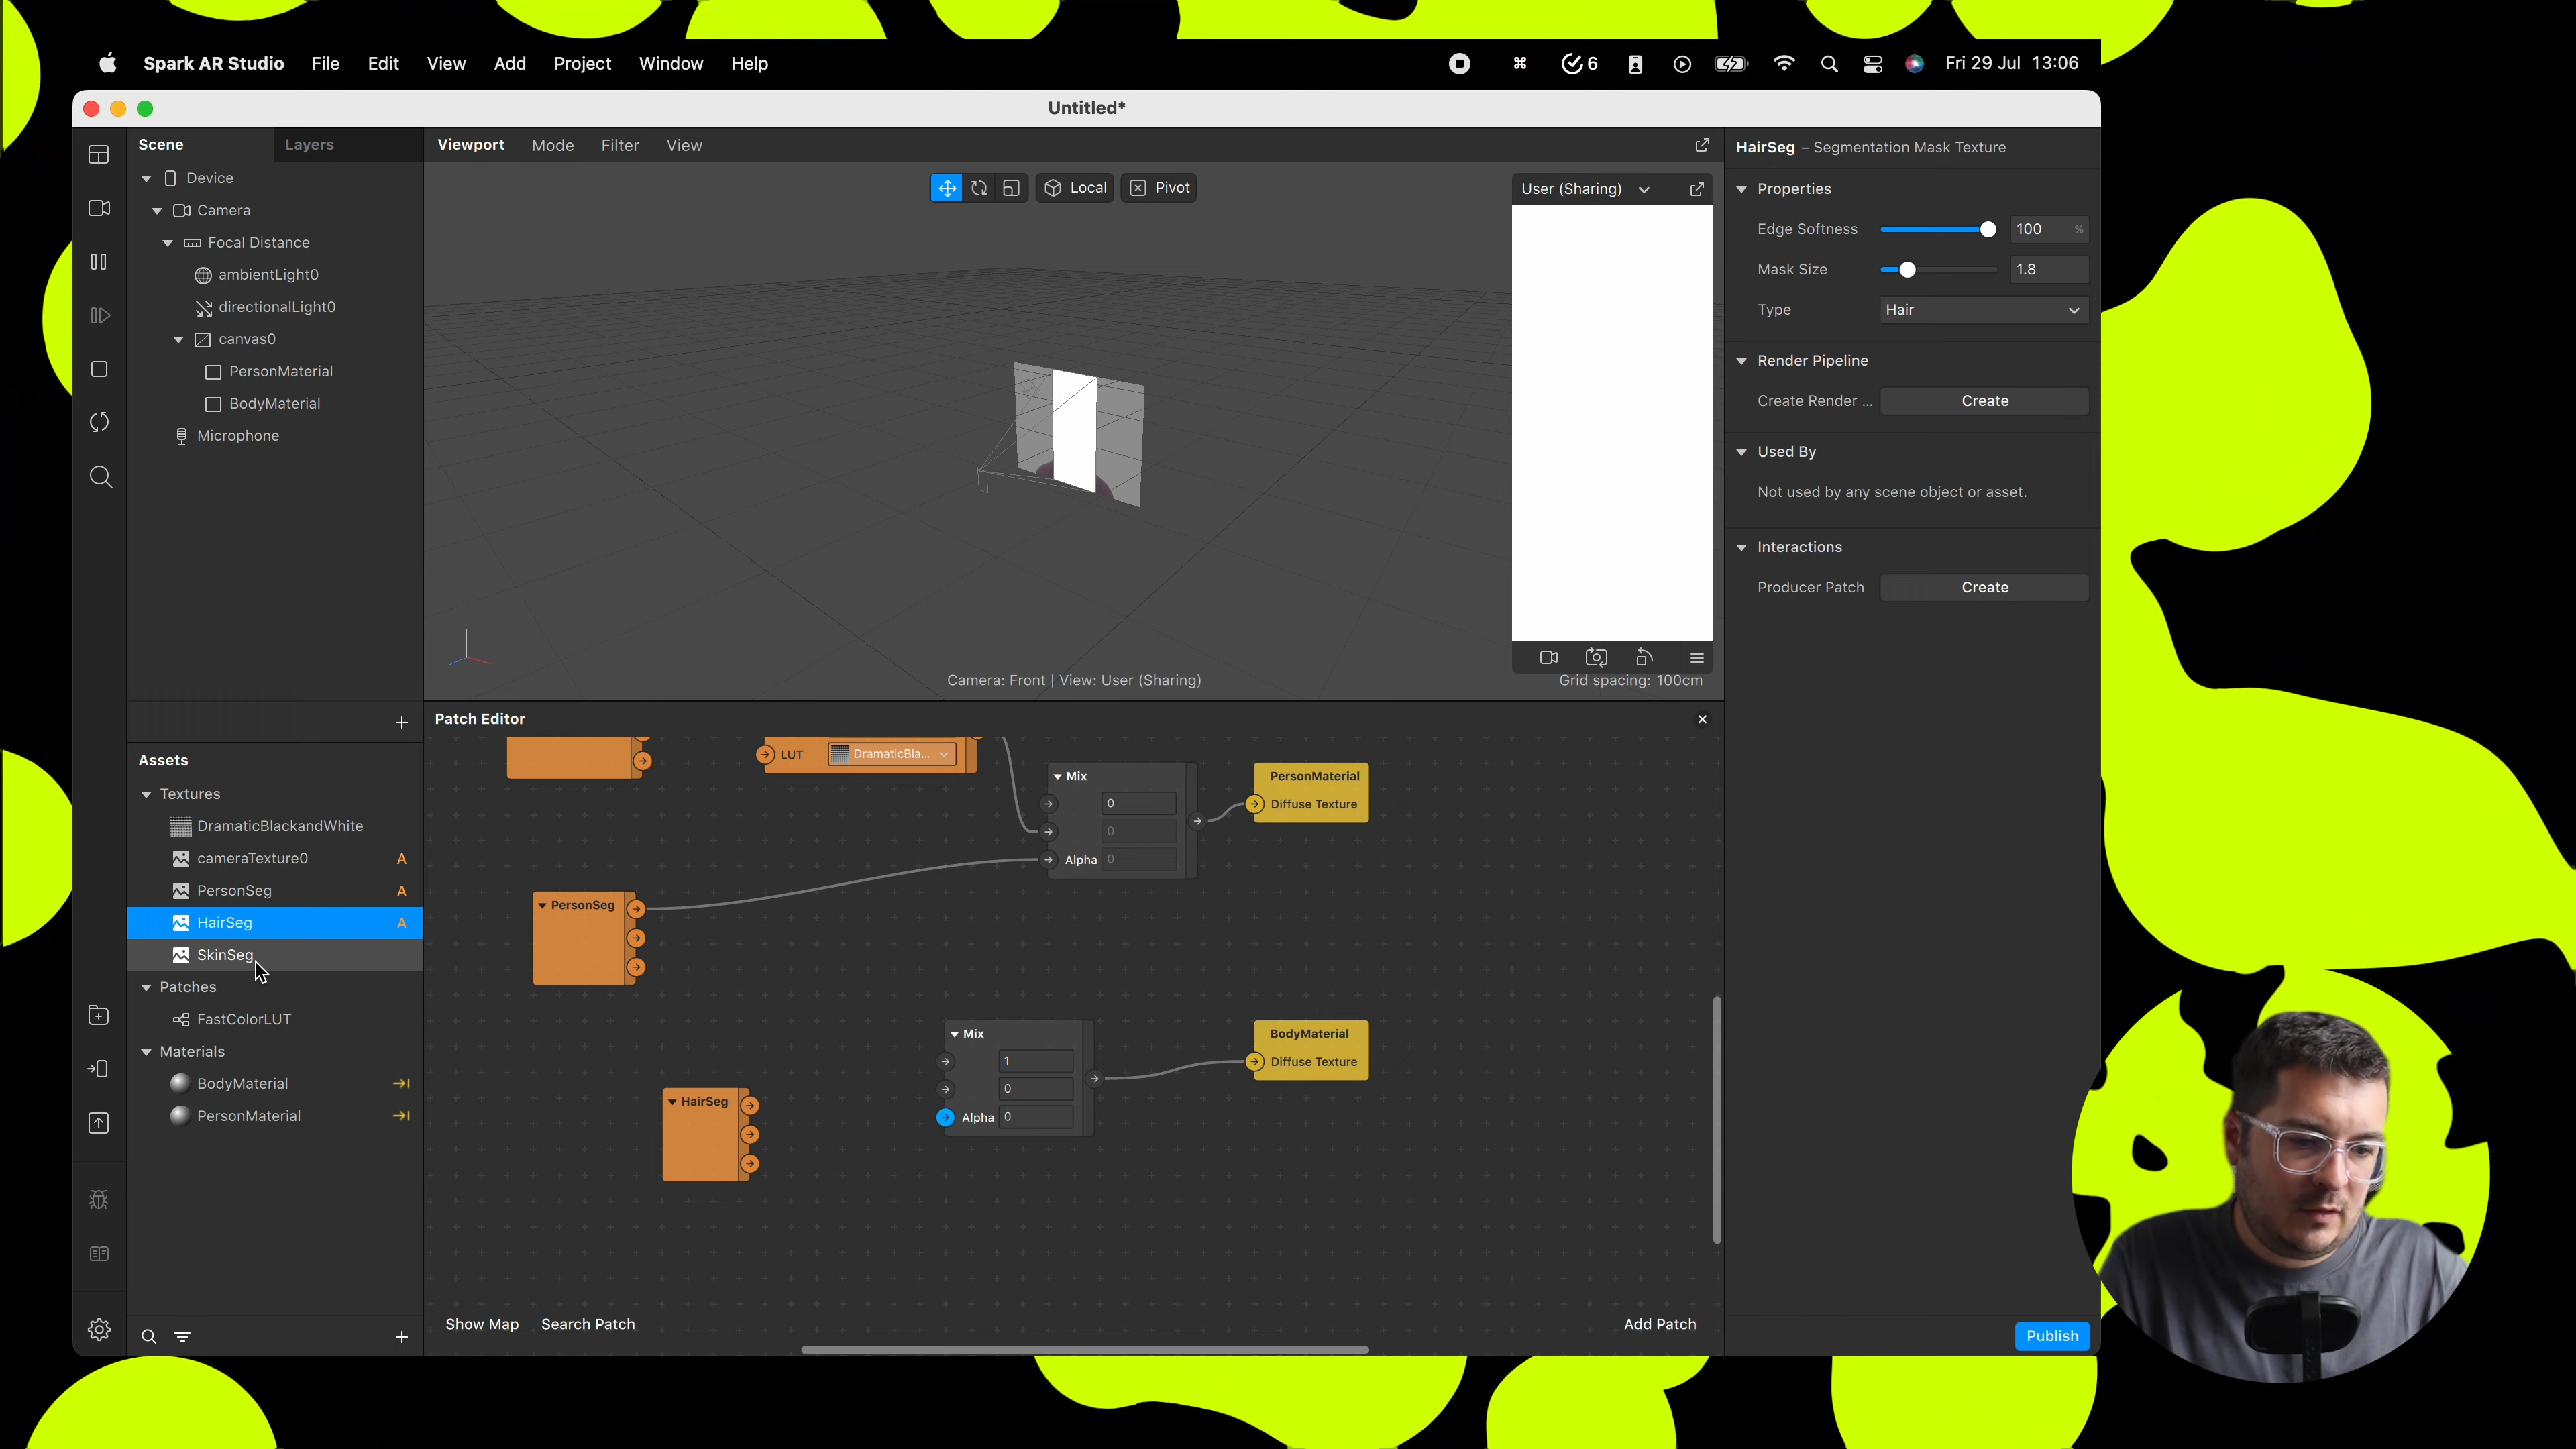 Spark AR Studio File Edit View Add Project Window Help
6 Fri 29 Jul 13:06
Untitled*
Scene Layers
Device
Camera
Focal Distance
ambientLight0
directionalLight0
canvas0
PersonMaterial
BodyMaterial
Microphone
Assets
Textures
DramaticBlackandWhite
cameraTexture0 A
PersonSeg A
HairSeg A
SkinSeg
Patches
FastColorLUT
Materials
BodyMaterial
PersonMaterial
Viewport Mode Filter View
Local Pivot
User (Sharing)
Camera: Front | View: User (Sharing)
Grid spacing: 100cm
Patch Editor
LUT DramaticBla...
Mix
0
0
Alpha 0
PersonMaterial
Diffuse Texture
PersonSeg
Mix
1
0
Alpha 0
BodyMaterial
Diffuse Texture
HairSeg
Show Map Search Patch
Add Patch
HairSeg – Segmentation Mask Texture
Properties
Edge Softness 100 %
Mask Size 1.8
Type Hair
Render Pipeline
Create Render ... Create
Used By
Not used by any scene object or asset.
Interactions
Producer Patch Create
Publish